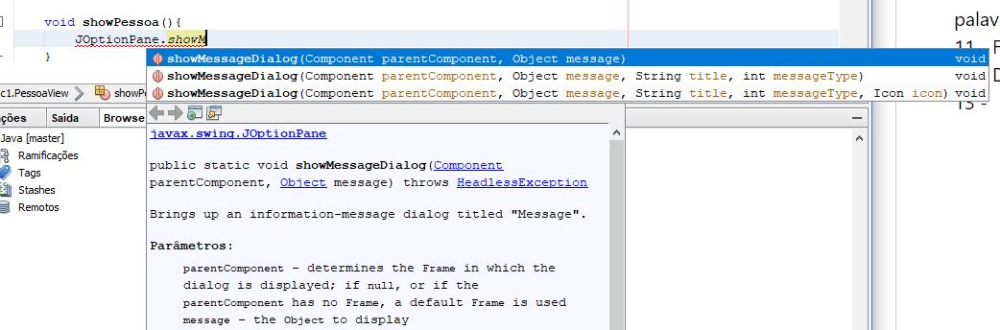 void showPessoa(){
JOptionPane.showM
}
showMessageDialog(Component parentComponent, Object message) void
showMessageDialog(Component parentComponent, Object message, String title, int messageType) void
showMessageDialog(Component parentComponent, Object message, String title, int messageType, Icon icon) void
palav
11
13 -
c1.PessoaView
showPe
ções Saída Browse
Java [master]
Ramificações
Tags
Stashes
Remotos
javax.swing.JOptionPane
public static void showMessageDialog(Component
parentComponent, Object message) throws HeadlessException
Brings up an information-message dialog titled "Message".
Parâmetros:
parentComponent - determines the Frame in which the
dialog is displayed; if null, or if the
parentComponent has no Frame, a default Frame is used
message - the Object to display